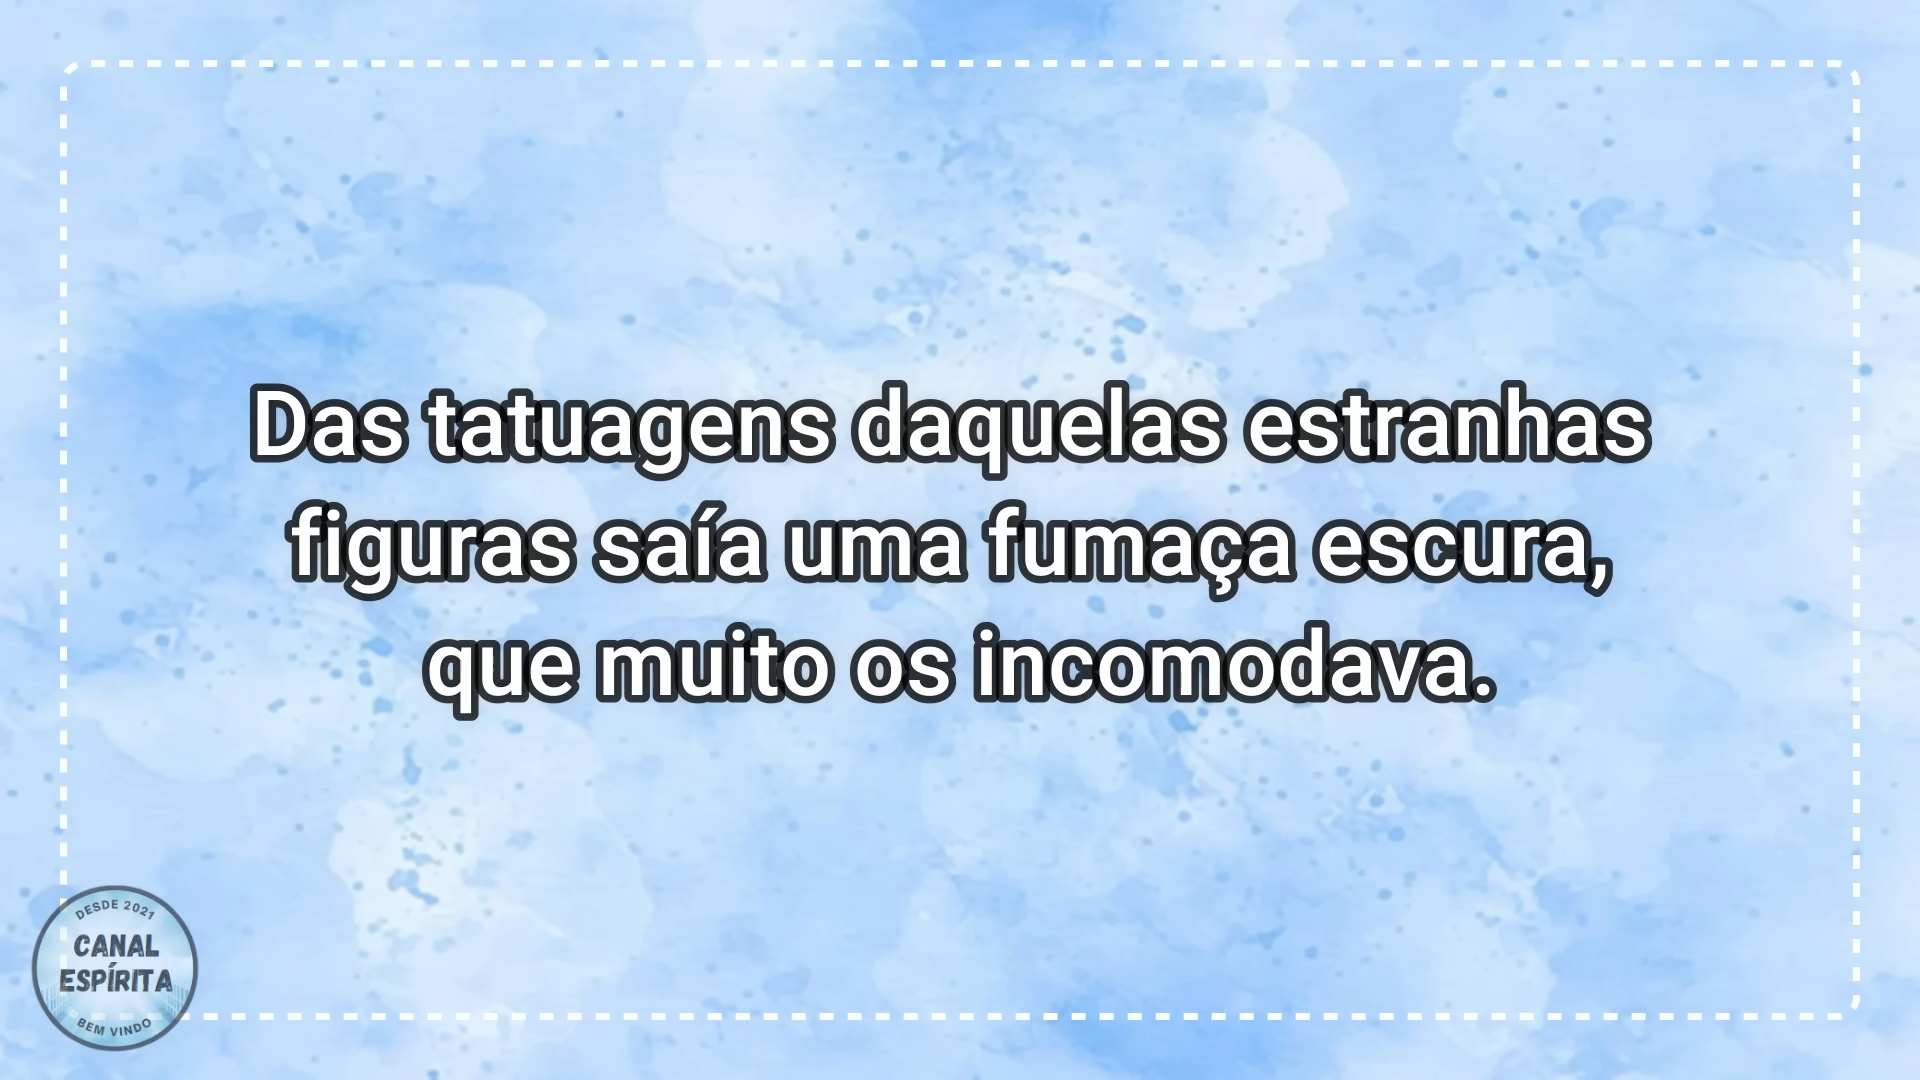 Das tatuagens daquelas estranhas
figuras saía uma fumaça escura,
que muito os incomodava.
DESDE 2021
CANAL
ESPÍRITA
BEM VINDO